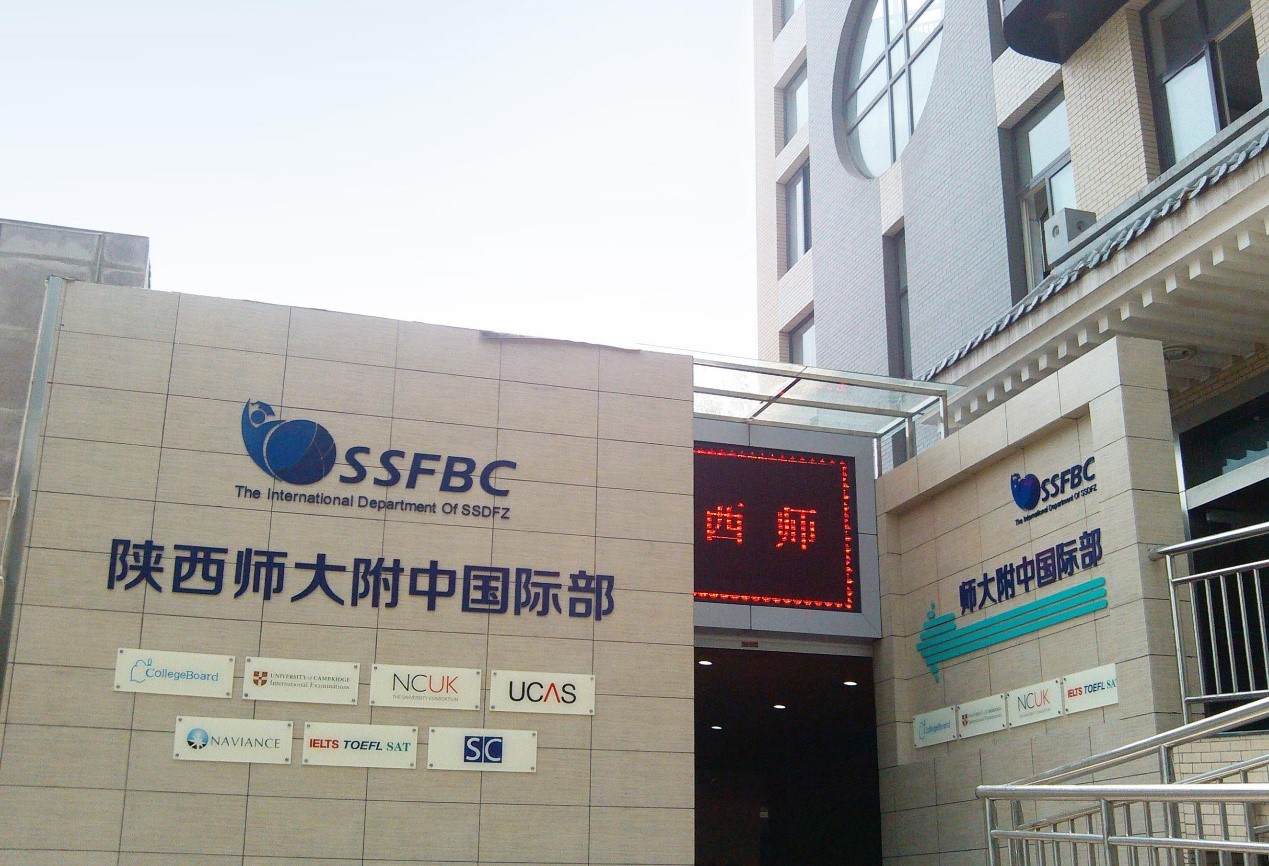 SSFBC
The International Department Of SSDFZ
陕西师大附中国际部
CollegeBoard
UNIVERSITY of CAMBRIDGE
International Examinations
NCUK
THE UNIVERSITY CONSORTIUM
UCAS
NAVIANCE
IELTS TOEFL SAT
SC
西 师
SSFBC
The International Department Of SSDFZ
师大附中国际部
CollegeBoard
NCUK
IELTS TOEFL SAT